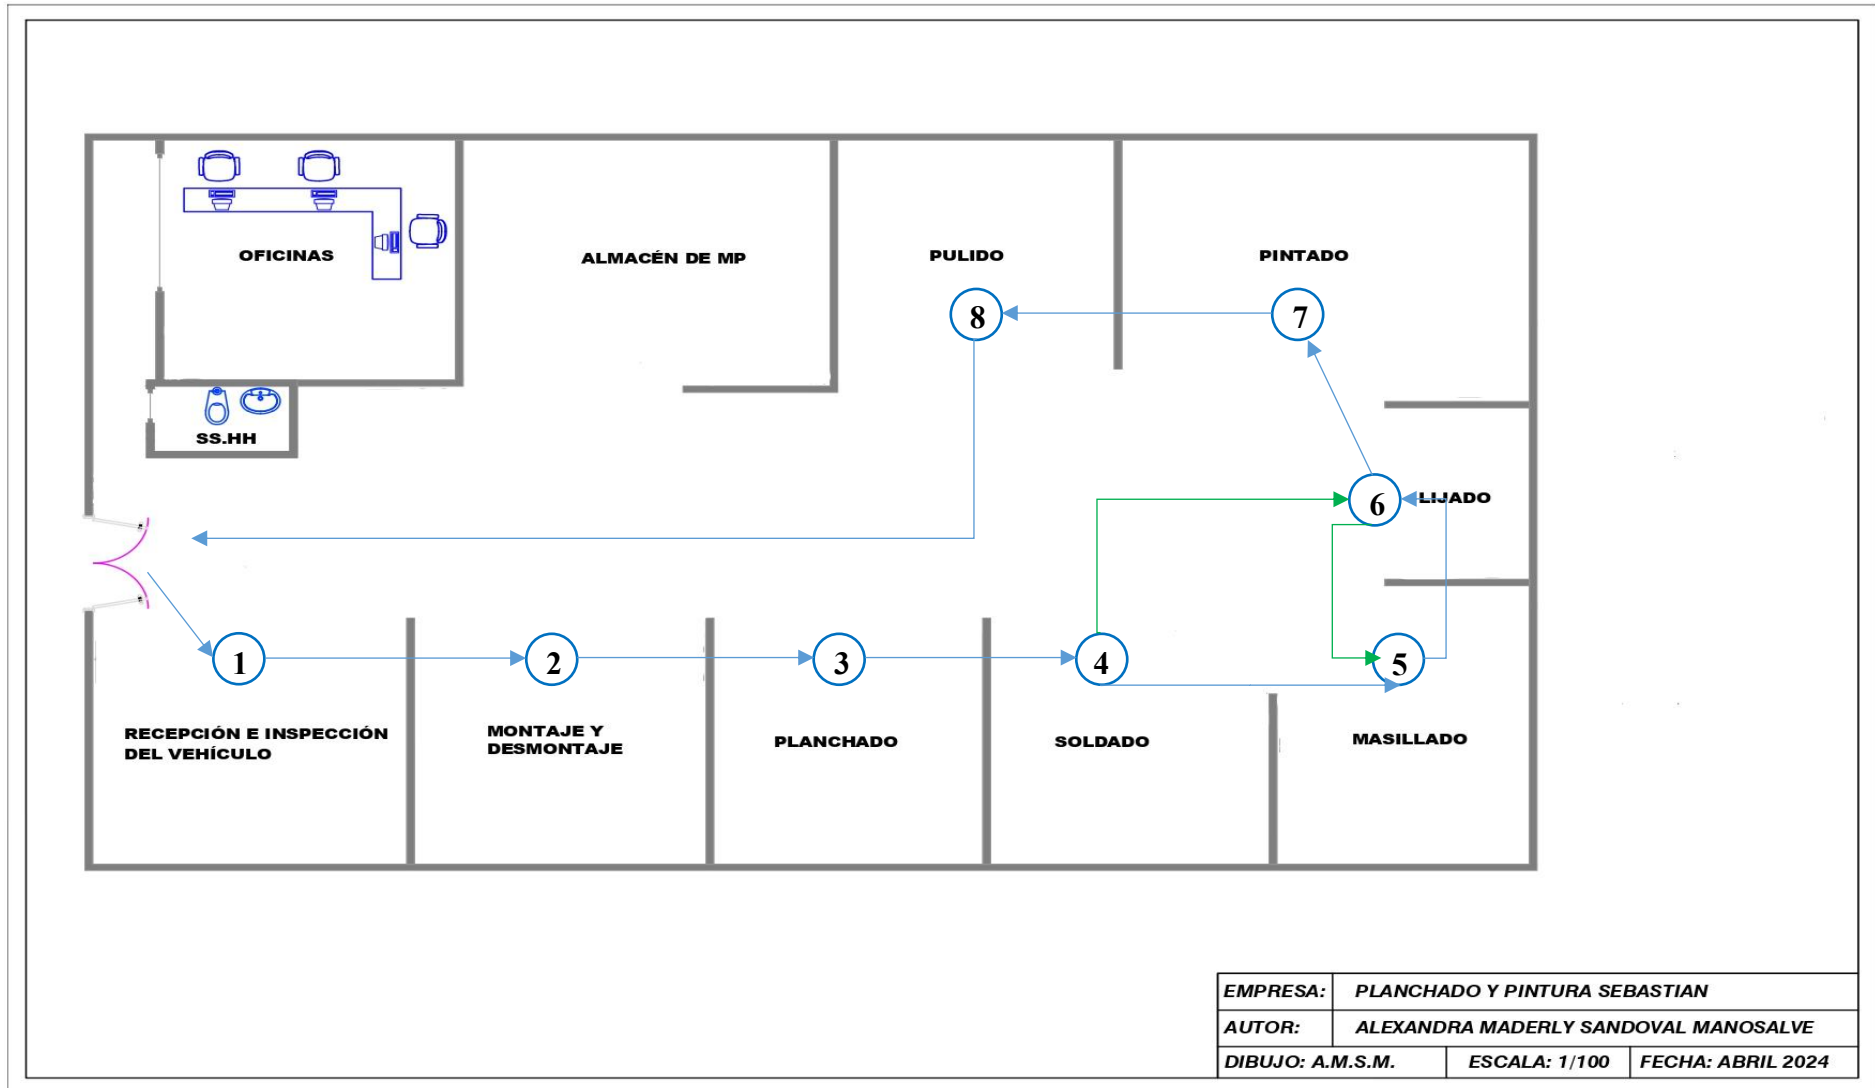 OFICINAS
ALMACÉN DE MP
PULIDO
PINTADO
8
7
SS.HH
6
LIJADO
1
2
3
4
5
RECEPCIÓN E INSPECCIÓN
DEL VEHÍCULO
MONTAJE Y
DESMONTAJE
PLANCHADO
SOLDADO
MASILLADO
EMPRESA: PLANCHADO Y PINTURA SEBASTIAN
AUTOR: ALEXANDRA MADERLY SANDOVAL MANOSALVE
DIBUJO: A.M.S.M. ESCALA: 1/100 FECHA: ABRIL 2024